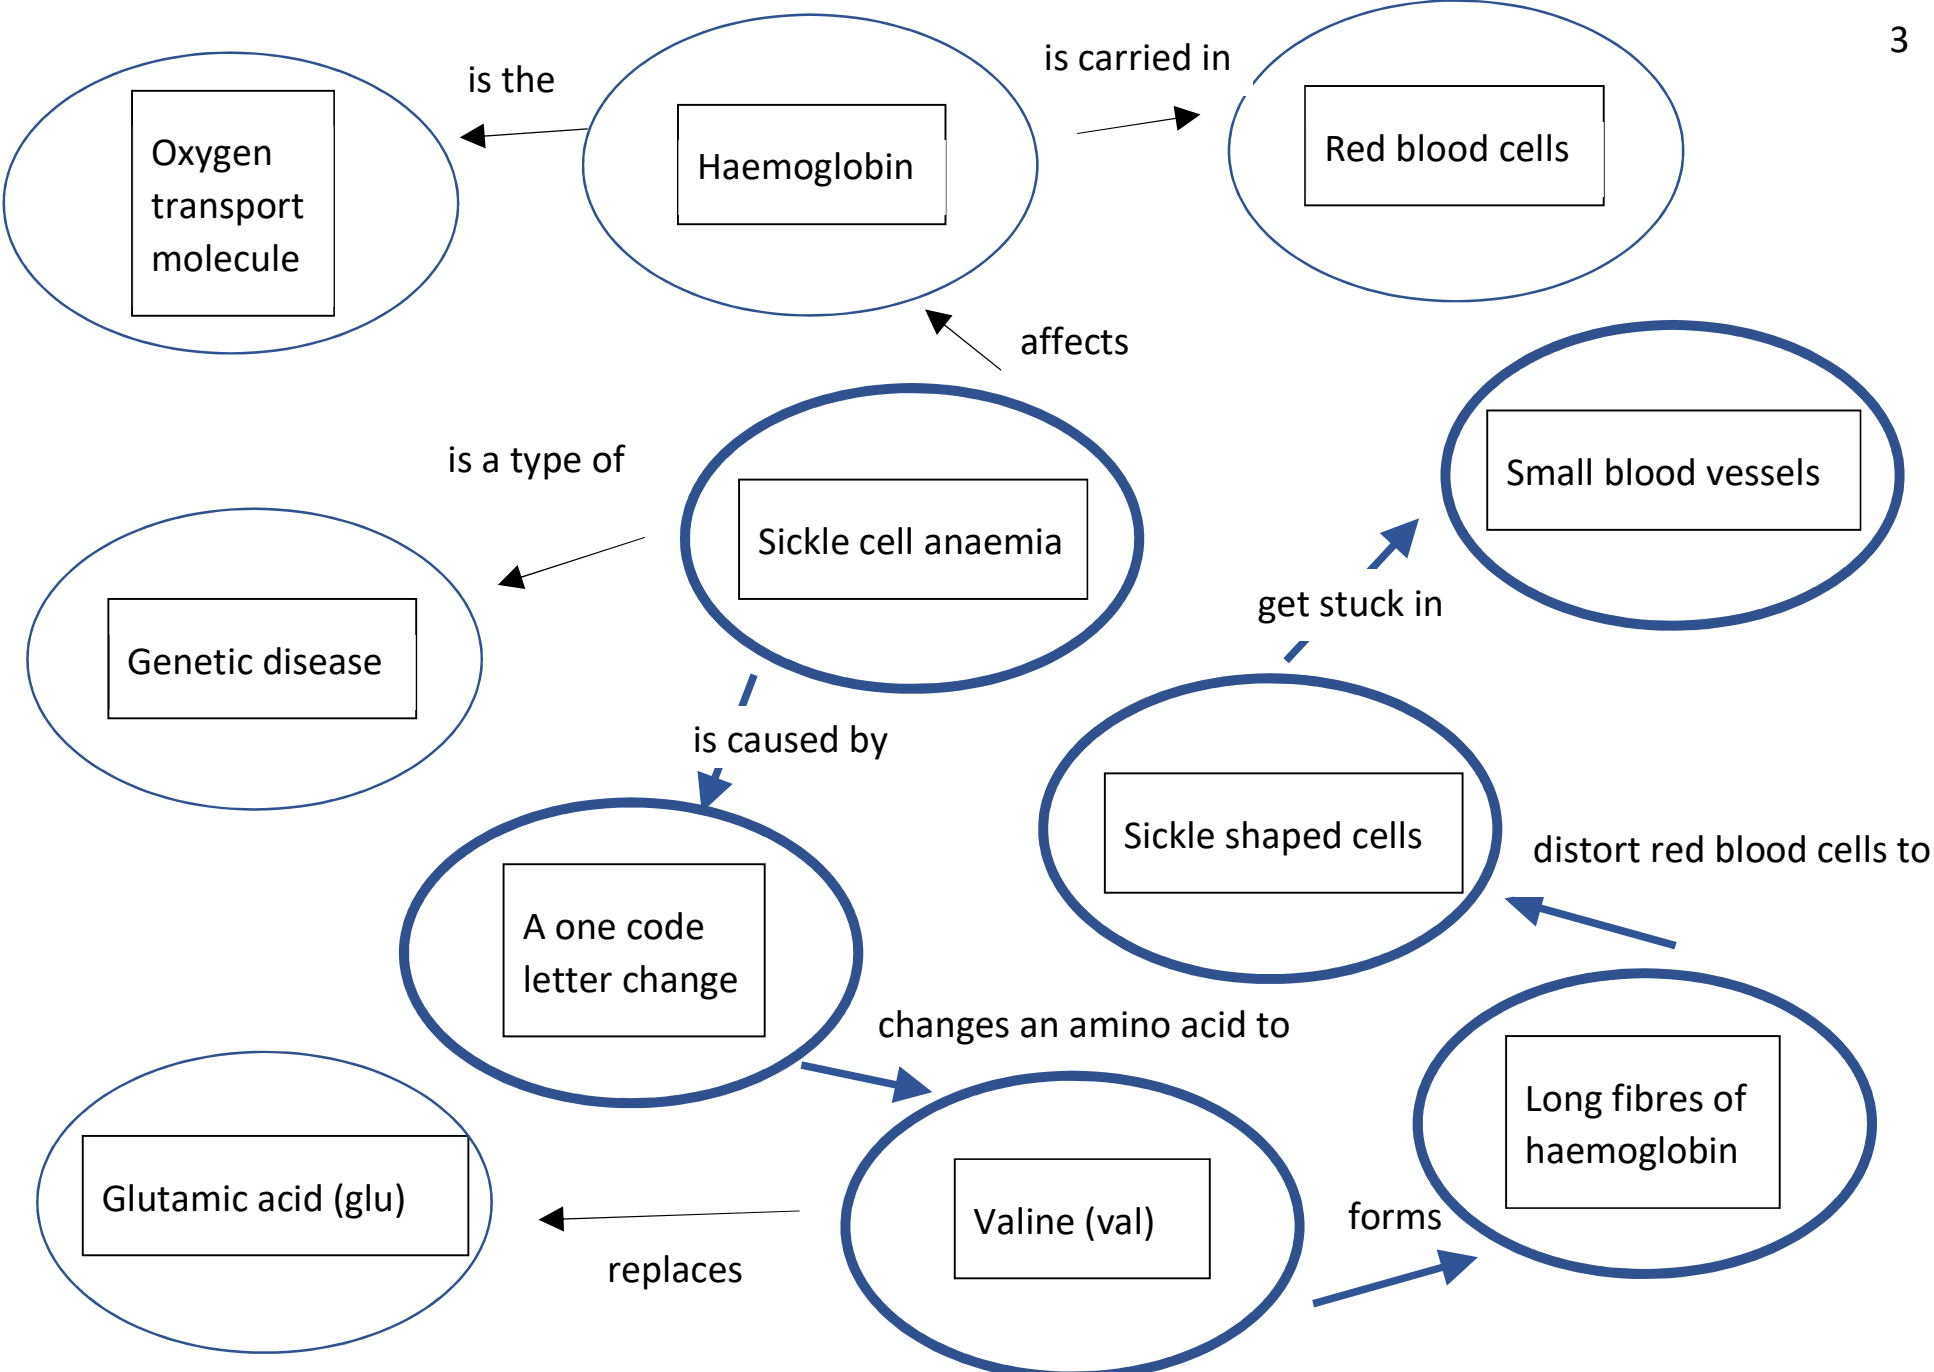 3
is the
is carried in
Oxygen
transport
molecule
Haemoglobin
Red blood cells
affects
is a type of
Small blood vessels
Sickle cell anaemia
get stuck in
Genetic disease
is caused by
Sickle shaped cells
distort red blood cells to
A one code
letter change
changes an amino acid to
Long fibres of
haemoglobin
Glutamic acid (glu)
Valine (val)
forms
replaces